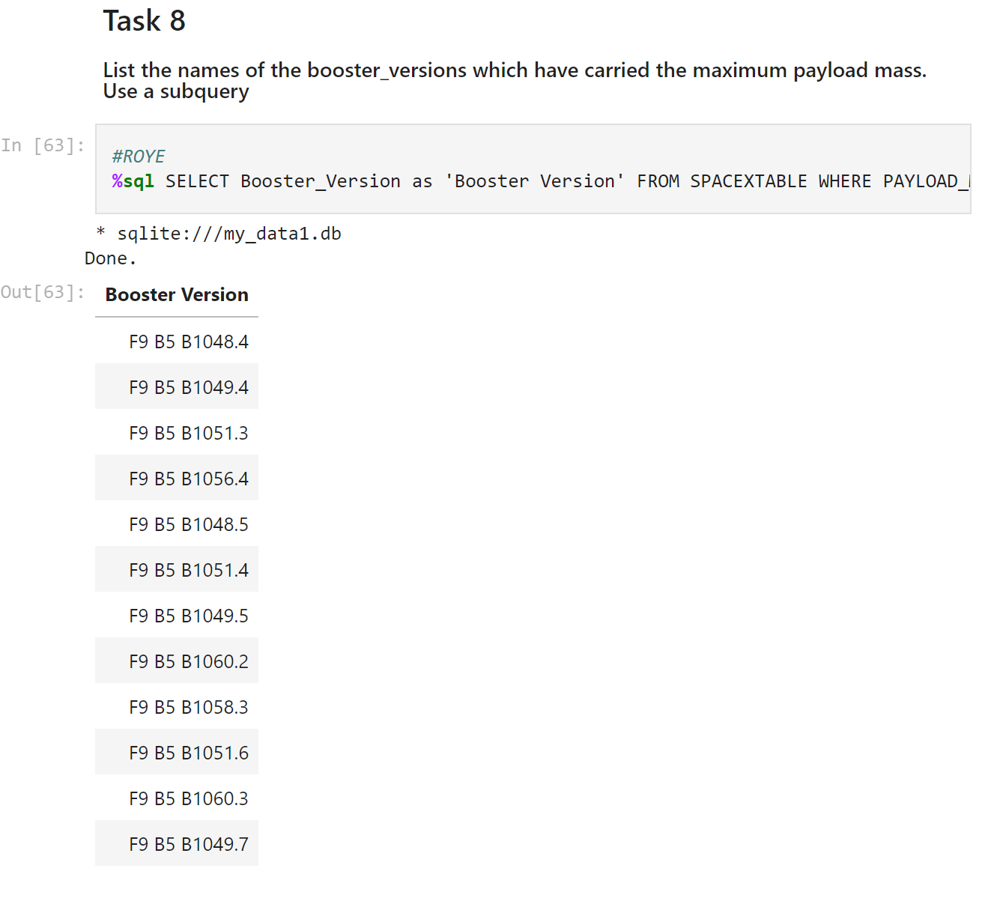 Task 8
List the names of the booster_versions which have carried the maximum payload mass.
Use a subquery
In [63]:
#ROYE
%sql SELECT Booster_Version as 'Booster Version' FROM SPACEXTABLE WHERE PAYLOAD_
* sqlite:///my_data1.db
Done.
Out[63]:
Booster Version
F9 B5 B1048.4
F9 B5 B1049.4
F9 B5 B1051.3
F9 B5 B1056.4
F9 B5 B1048.5
F9 B5 B1051.4
F9 B5 B1049.5
F9 B5 B1060.2
F9 B5 B1058.3
F9 B5 B1051.6
F9 B5 B1060.3
F9 B5 B1049.7